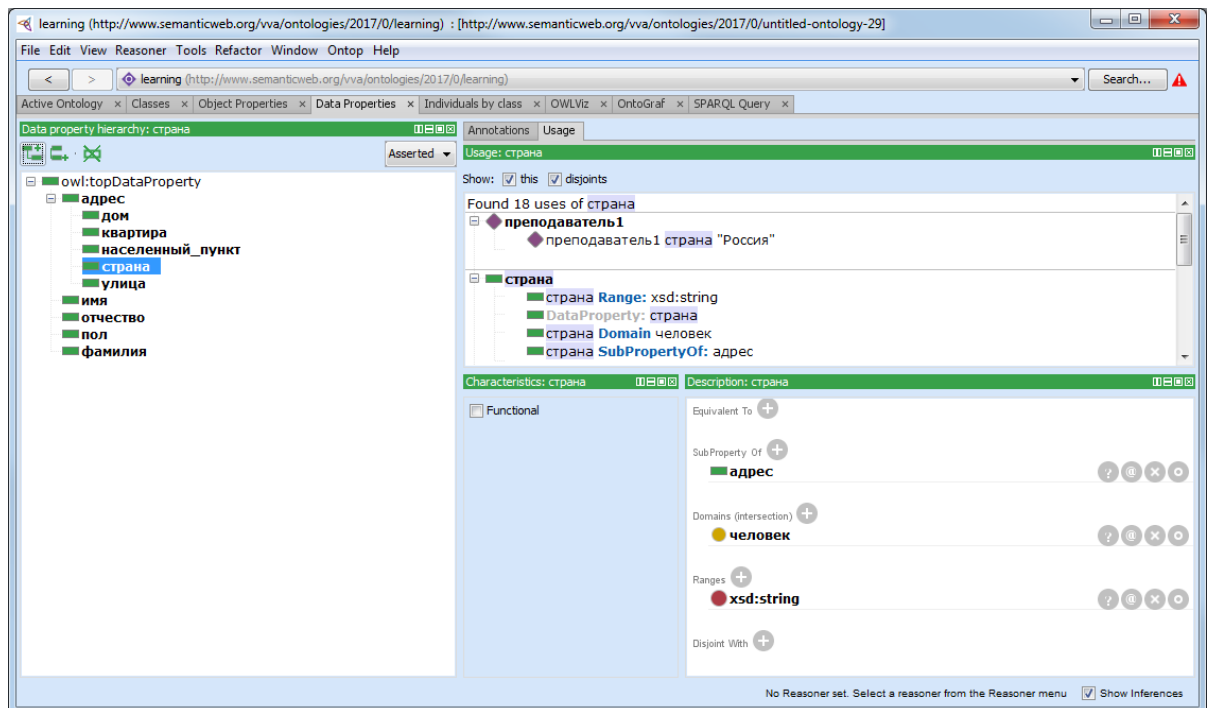 learning (http://www.semanticweb.org/vva/ontologies/2017/0/learning) : [http://www.semanticweb.org/vva/ontologies/2017/0/untitled-ontology-29]
File Edit View Reasoner Tools Refactor Window Ontop Help
< > learning (http://www.semanticweb.org/vva/ontologies/2017/0/learning) Search...
Active Ontology × Classes × Object Properties × Data Properties × Individuals by class × OWLViz × OntoGraf × SPARQL Query ×
Data property hierarchy: страна
Asserted
owl:topDataProperty
адрес
дом
квартира
населенный_пункт
страна
улица
имя
отчество
пол
фамилия
Annotations Usage
Usage: страна
Show: this disjoints
Found 18 uses of страна
преподаватель1
преподаватель1 страна "Россия"
страна
страна Range: xsd:string
DataProperty: страна
страна Domain человек
страна SubPropertyOf: адрес
Characteristics: страна
Functional
Description: страна
Equivalent To
SubProperty Of
адрес
Domains (intersection)
человек
Ranges
xsd:string
Disjoint With
No Reasoner set. Select a reasoner from the Reasoner menu Show Inferences